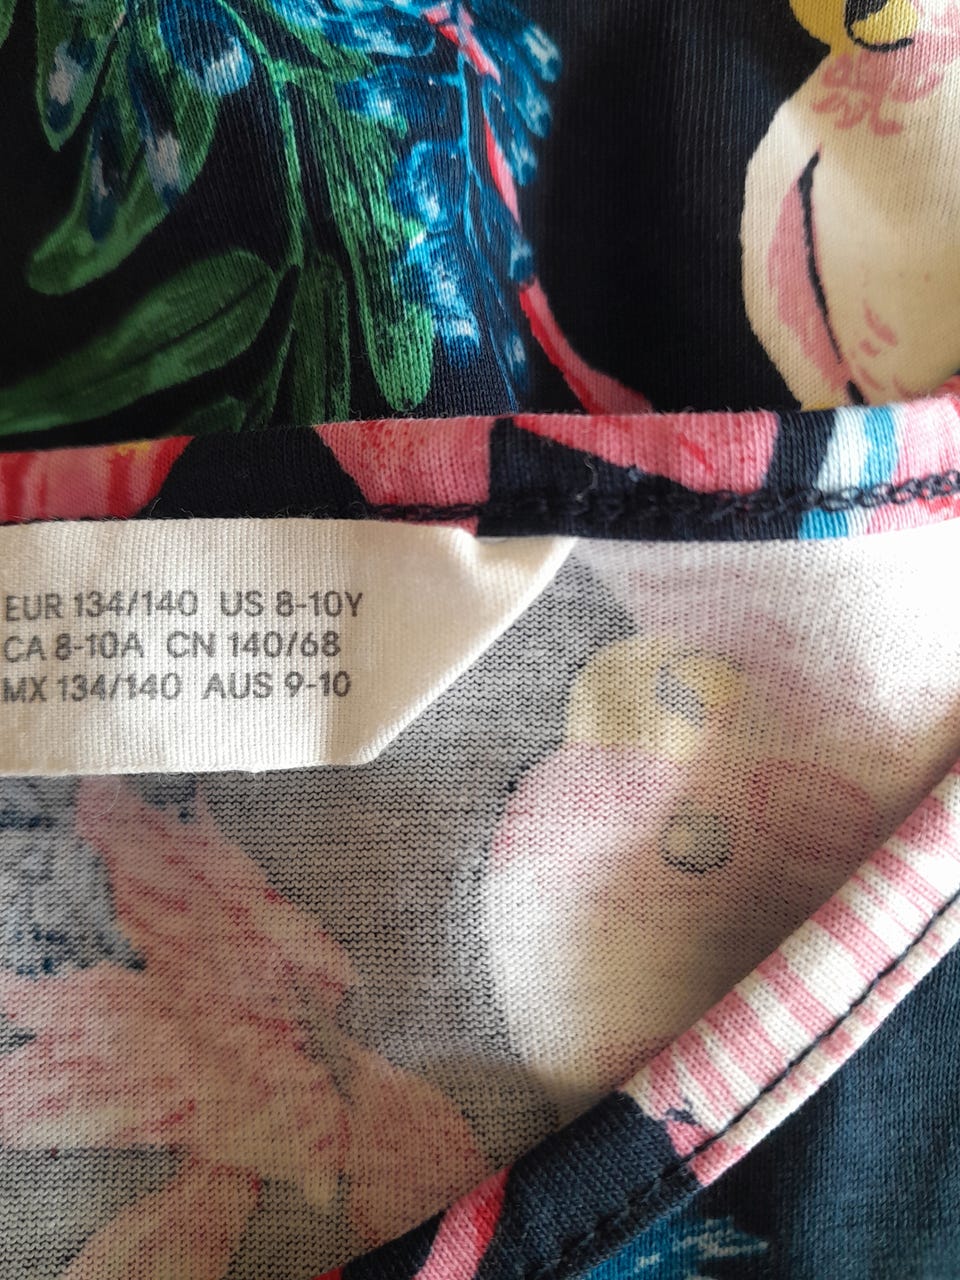 EUR 134/140 US 8-10Y
CA 8-10A CN 140/68
MX 134/140 AUS 9-10